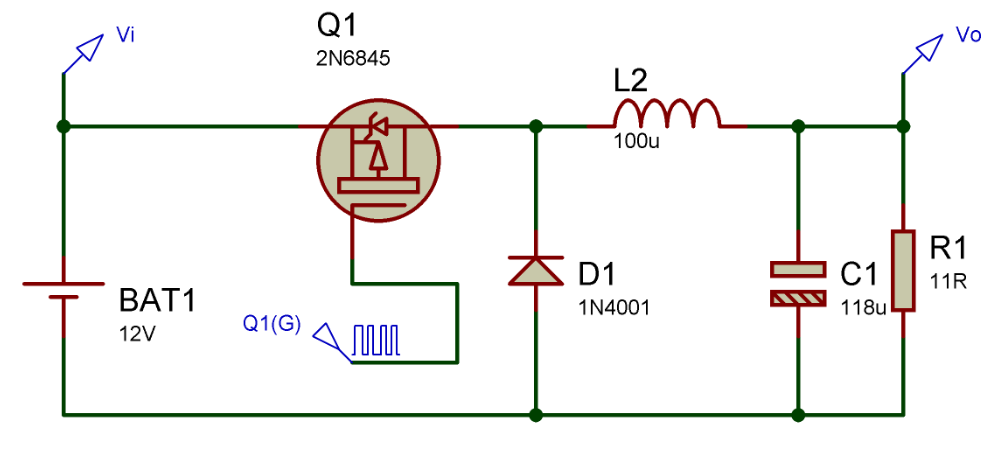 Vi
Q1
2N6845
Vo
L2
100u
BAT1
12V
Q1(G)
D1
1N4001
C1
118u
R1
11R